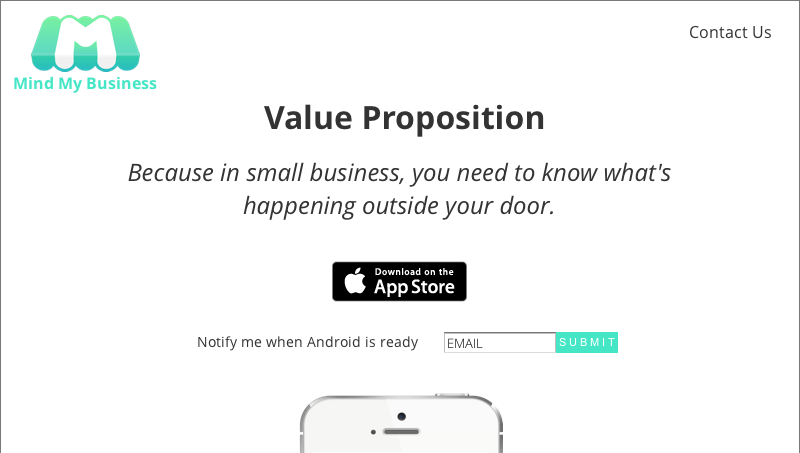 Contact Us
Mind My Business
Value Proposition
Because in small business, you need to know what's
happening outside your door.
Download on the
App Store
Notify me when Android is ready
EMAIL
SUBMIT